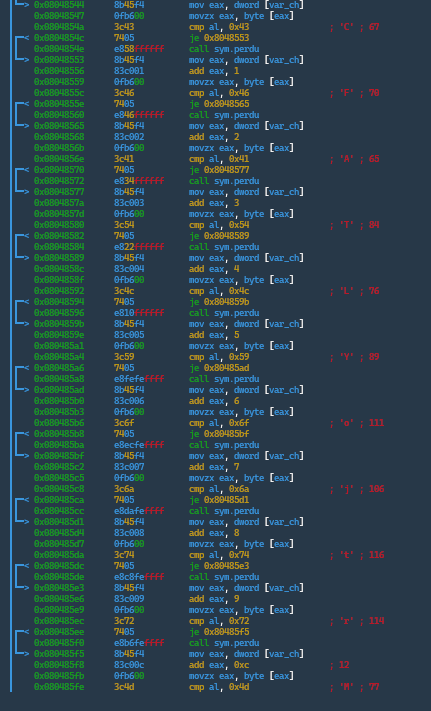 0x08048544 8b45f4 mov eax, dword [var_ch]
0x08048547 0fb600 movzx eax, byte [eax]
0x0804854a 3c43 cmp al, 0x43 ; 'C' ; 67
< 0x0804854c 7405 je 0x8048553
0x0804854e e858ffffff call sym.perdu
> 0x08048553 8b45f4 mov eax, dword [var_ch]
0x08048556 83c001 add eax, 1
0x08048559 0fb600 movzx eax, byte [eax]
0x0804855c 3c46 cmp al, 0x46 ; 'F' ; 70
< 0x0804855e 7405 je 0x8048565
0x08048560 e846ffffff call sym.perdu
> 0x08048565 8b45f4 mov eax, dword [var_ch]
0x08048568 83c002 add eax, 2
0x0804856b 0fb600 movzx eax, byte [eax]
0x0804856e 3c41 cmp al, 0x41 ; 'A' ; 65
< 0x08048570 7405 je 0x8048577
0x08048572 e834ffffff call sym.perdu
> 0x08048577 8b45f4 mov eax, dword [var_ch]
0x0804857a 83c003 add eax, 3
0x0804857d 0fb600 movzx eax, byte [eax]
0x08048580 3c54 cmp al, 0x54 ; 'T' ; 84
< 0x08048582 7405 je 0x8048589
0x08048584 e822ffffff call sym.perdu
> 0x08048589 8b45f4 mov eax, dword [var_ch]
0x0804858c 83c004 add eax, 4
0x0804858f 0fb600 movzx eax, byte [eax]
0x08048592 3c4c cmp al, 0x4c ; 'L' ; 76
< 0x08048594 7405 je 0x804859b
0x08048596 e810ffffff call sym.perdu
> 0x0804859b 8b45f4 mov eax, dword [var_ch]
0x0804859e 83c005 add eax, 5
0x080485a1 0fb600 movzx eax, byte [eax]
0x080485a4 3c59 cmp al, 0x59 ; 'Y' ; 89
< 0x080485a6 7405 je 0x80485ad
0x080485a8 e8fefeffff call sym.perdu
> 0x080485ad 8b45f4 mov eax, dword [var_ch]
0x080485b0 83c006 add eax, 6
0x080485b3 0fb600 movzx eax, byte [eax]
0x080485b6 3c6f cmp al, 0x6f ; 'o' ; 111
< 0x080485b8 7405 je 0x80485bf
0x080485ba e8ecfeffff call sym.perdu
> 0x080485bf 8b45f4 mov eax, dword [var_ch]
0x080485c2 83c007 add eax, 7
0x080485c5 0fb600 movzx eax, byte [eax]
0x080485c8 3c6a cmp al, 0x6a ; 'j' ; 106
< 0x080485ca 7405 je 0x80485d1
0x080485cc e8dafeffff call sym.perdu
> 0x080485d1 8b45f4 mov eax, dword [var_ch]
0x080485d4 83c008 add eax, 8
0x080485d7 0fb600 movzx eax, byte [eax]
0x080485da 3c74 cmp al, 0x74 ; 't' ; 116
< 0x080485dc 7405 je 0x80485e3
0x080485de e8c8feffff call sym.perdu
> 0x080485e3 8b45f4 mov eax, dword [var_ch]
0x080485e6 83c009 add eax, 9
0x080485e9 0fb600 movzx eax, byte [eax]
0x080485ec 3c72 cmp al, 0x72 ; 'r' ; 114
< 0x080485ee 7405 je 0x80485f5
0x080485f0 e8b6feffff call sym.perdu
> 0x080485f5 8b45f4 mov eax, dword [var_ch]
0x080485f8 83c00c add eax, 0xc ; 12
0x080485fb 0fb600 movzx eax, byte [eax]
0x080485fe 3c4d cmp al, 0x4d ; 'M' ; 77